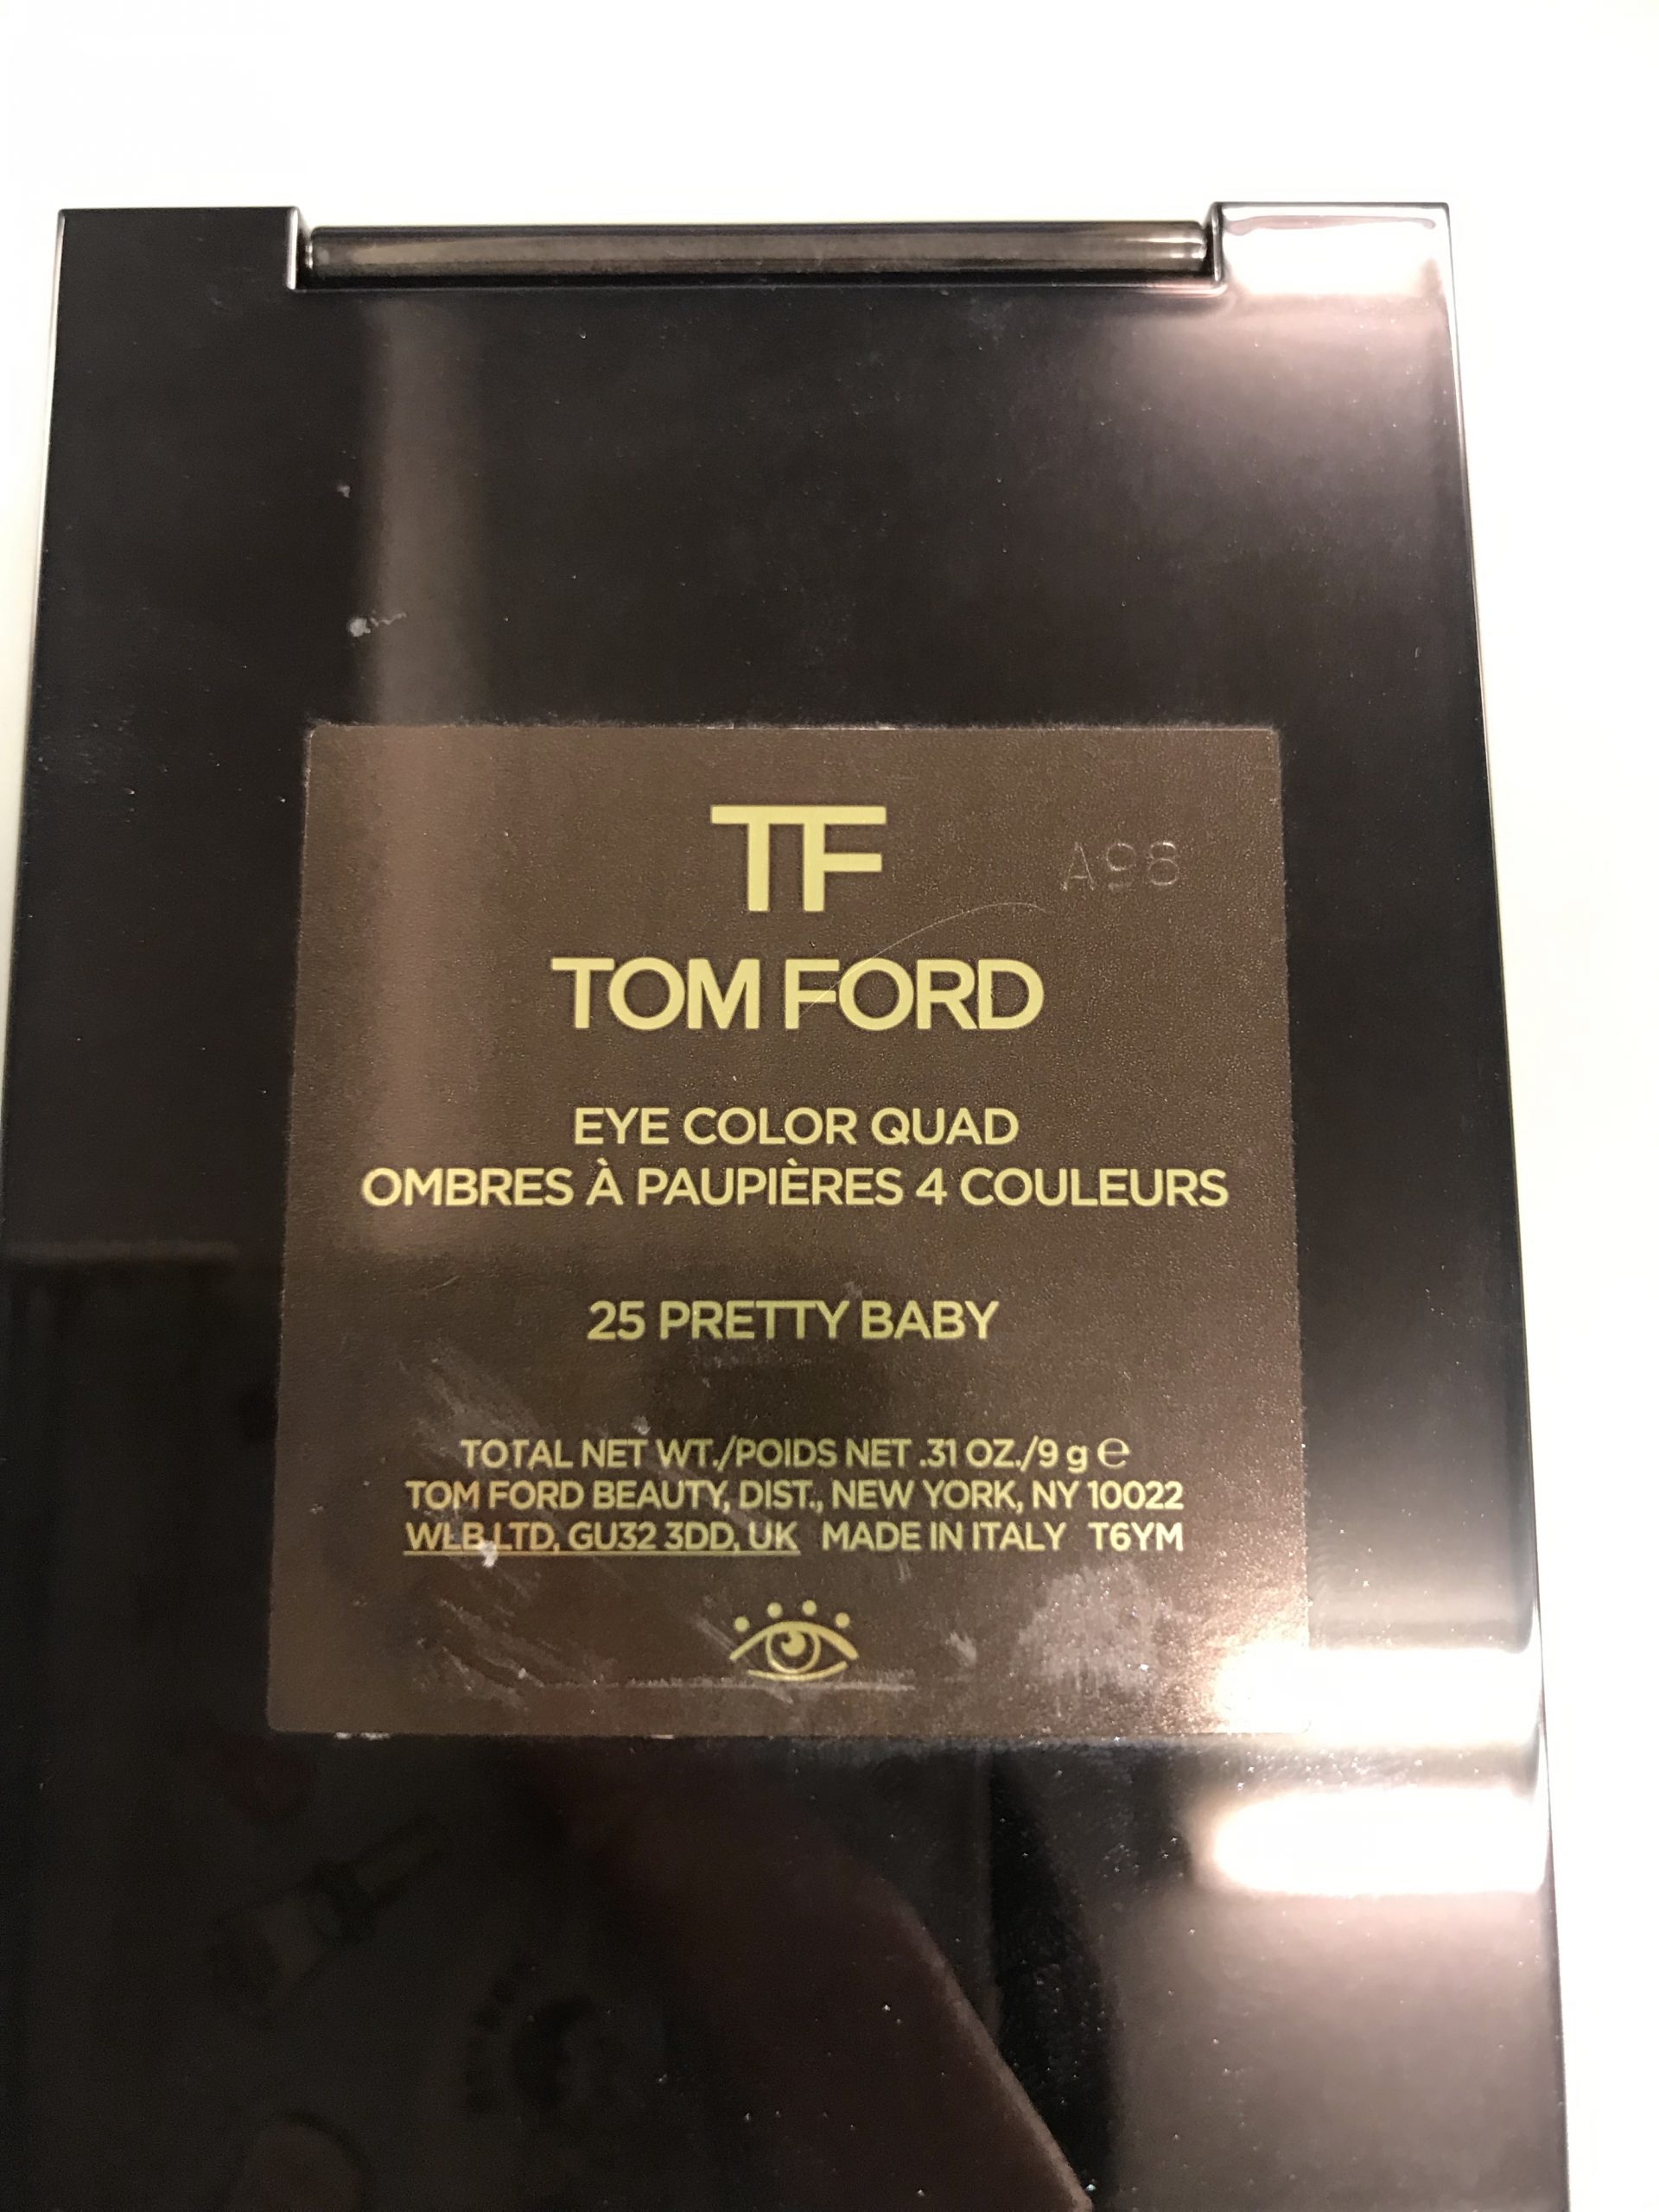 TF
A98
TOM FORD
EYE COLOR QUAD
OMBRES À PAUPIÈRES 4 COULEURS
25 PRETTY BABY
TOTAL NET WT./POIDS NET .31 OZ./9 g ℮
TOM FORD BEAUTY, DIST., NEW YORK, NY 10022
WLB LTD, GU32 3DD, UK MADE IN ITALY T6YM